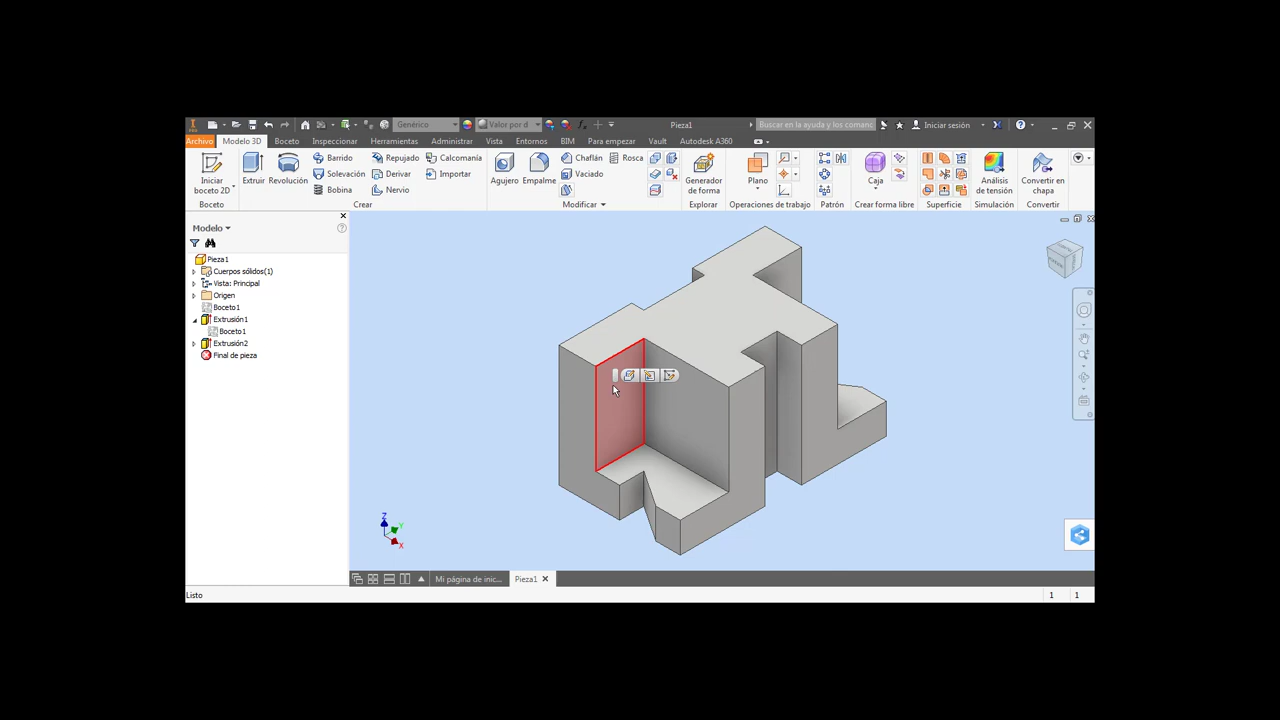 Genérico Valor por d Pieza1 Buscar en la ayuda y los comanc Iniciar sesión
Archivo Modelo 3D Boceto Inspeccionar Herramientas Administrar Vista Entornos BIM Para empezar Vault Autodesk A360
Iniciar boceto 2D
Extruir
Revolución
Barrido
Solevación
Bobina
Repujado
Derivar
Nervio
Calcomanía
Importar
Agujero
Empalme
Chaflán
Vaciado
Rosca
Generador de forma
Plano
Caja
Análisis de tensión
Convertir en chapa
Boceto Crear Modificar Explorar Operaciones de trabajo Patrón Crear forma libre Superficie Simulación Convertir
Modelo
Pieza1
Cuerpos sólidos(1)
Vista: Principal
Origen
Boceto1
Extrusión1
Boceto1
Extrusión2
Final de pieza
Z
Y
X
Mi página de inic... Pieza1
Listo 1 1